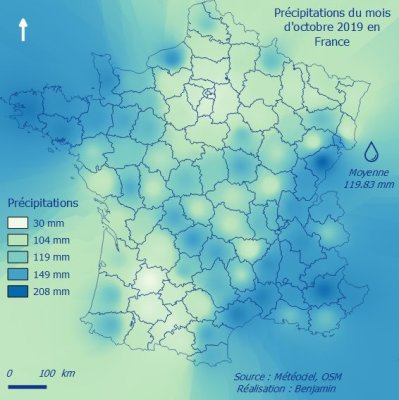 Précipitations du mois
d'octobre 2019 en
France
Moyenne
119.83 mm
Précipitations
30 mm
104 mm
119 mm
149 mm
208 mm
0 100 km
Source : Météociel, OSM
Réalisation : Benjamin